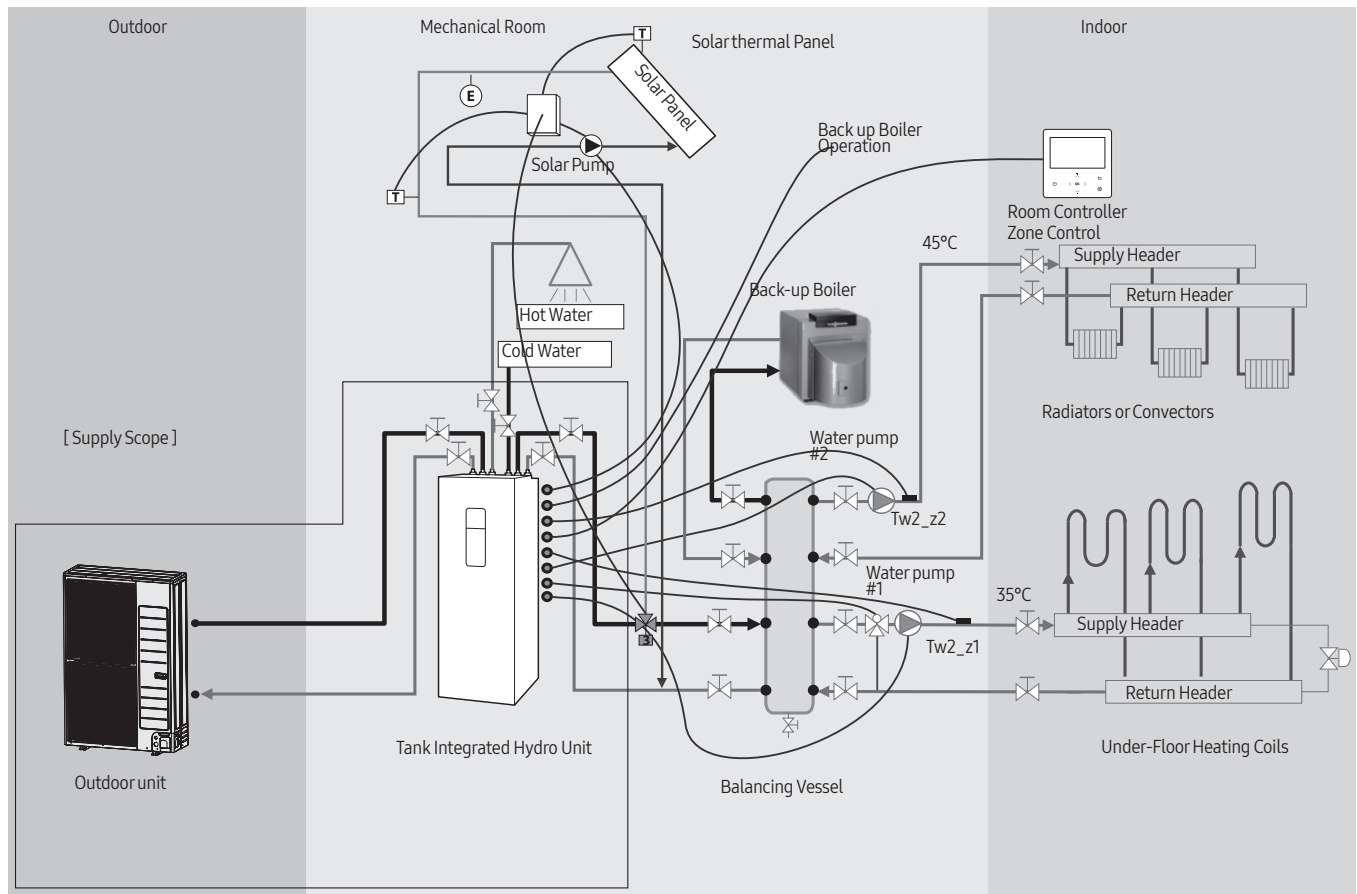 Outdoor
Mechanical Room
Indoor
T
Solar thermal Panel
Solar Panel
E
Back up Boiler
Operation
Solar Pump
T
Room Controller
Zone Control
45°C
Supply Header
Return Header
Hot Water
Back-up Boiler
Cold Water
Radiators or Convectors
[ Supply Scope ]
Water pump
#2
Tw2_z2
Water pump
#1
35°C
Supply Header
3
Tw2_z1
Return Header
Tank Integrated Hydro Unit
Under-Floor Heating Coils
Outdoor unit
Balancing Vessel